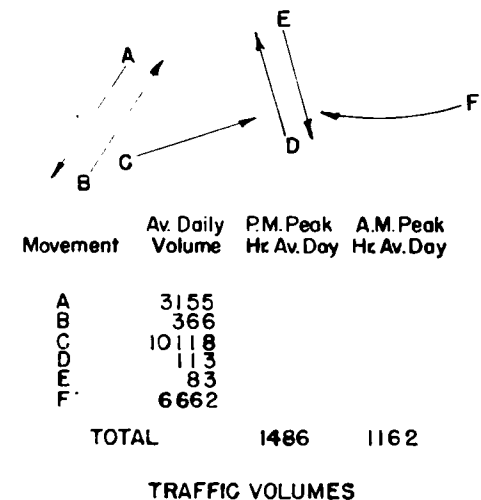 E
A
F
C
D
B
Movement Av. Daily Volume P.M. Peak Hr. Av. Day A.M. Peak Hr. Av. Day
A 3155
B 366
C 10118
D 113
E 83
F 6662
TOTAL 1486 1162
TRAFFIC VOLUMES